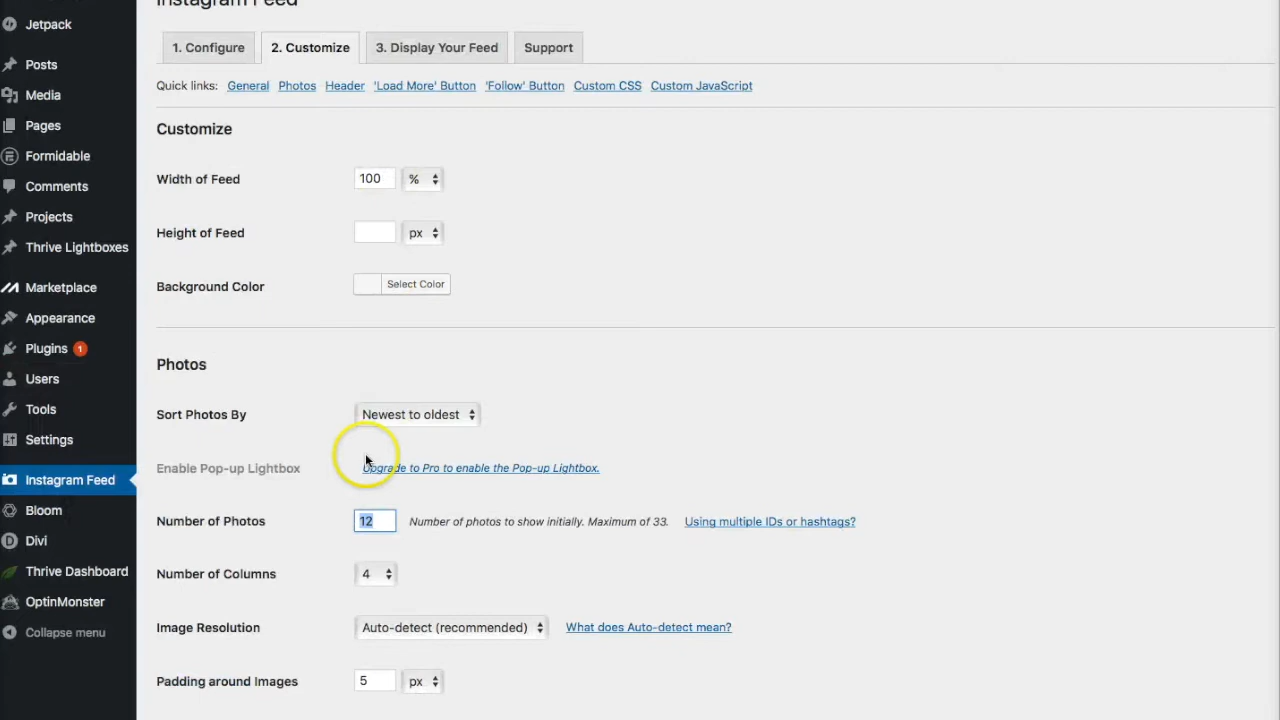 Instagram Feed
Jetpack
Posts
Media
Pages
Formidable
Comments
Projects
Thrive Lightboxes
Marketplace
Appearance
Plugins 1
Users
Tools
Settings
Instagram Feed
Bloom
Divi
Thrive Dashboard
OptinMonster
Collapse menu
1. Configure 2. Customize 3. Display Your Feed Support
Quick links: General Photos Header 'Load More' Button 'Follow' Button Custom CSS Custom JavaScript
Customize
Width of Feed 100 %
Height of Feed px
Background Color Select Color
Photos
Sort Photos By Newest to oldest
Enable Pop-up Lightbox Upgrade to Pro to enable the Pop-up Lightbox.
Number of Photos 12 Number of photos to show initially. Maximum of 33. Using multiple IDs or hashtags?
Number of Columns 4
Image Resolution Auto-detect (recommended) What does Auto-detect mean?
Padding around Images 5 px